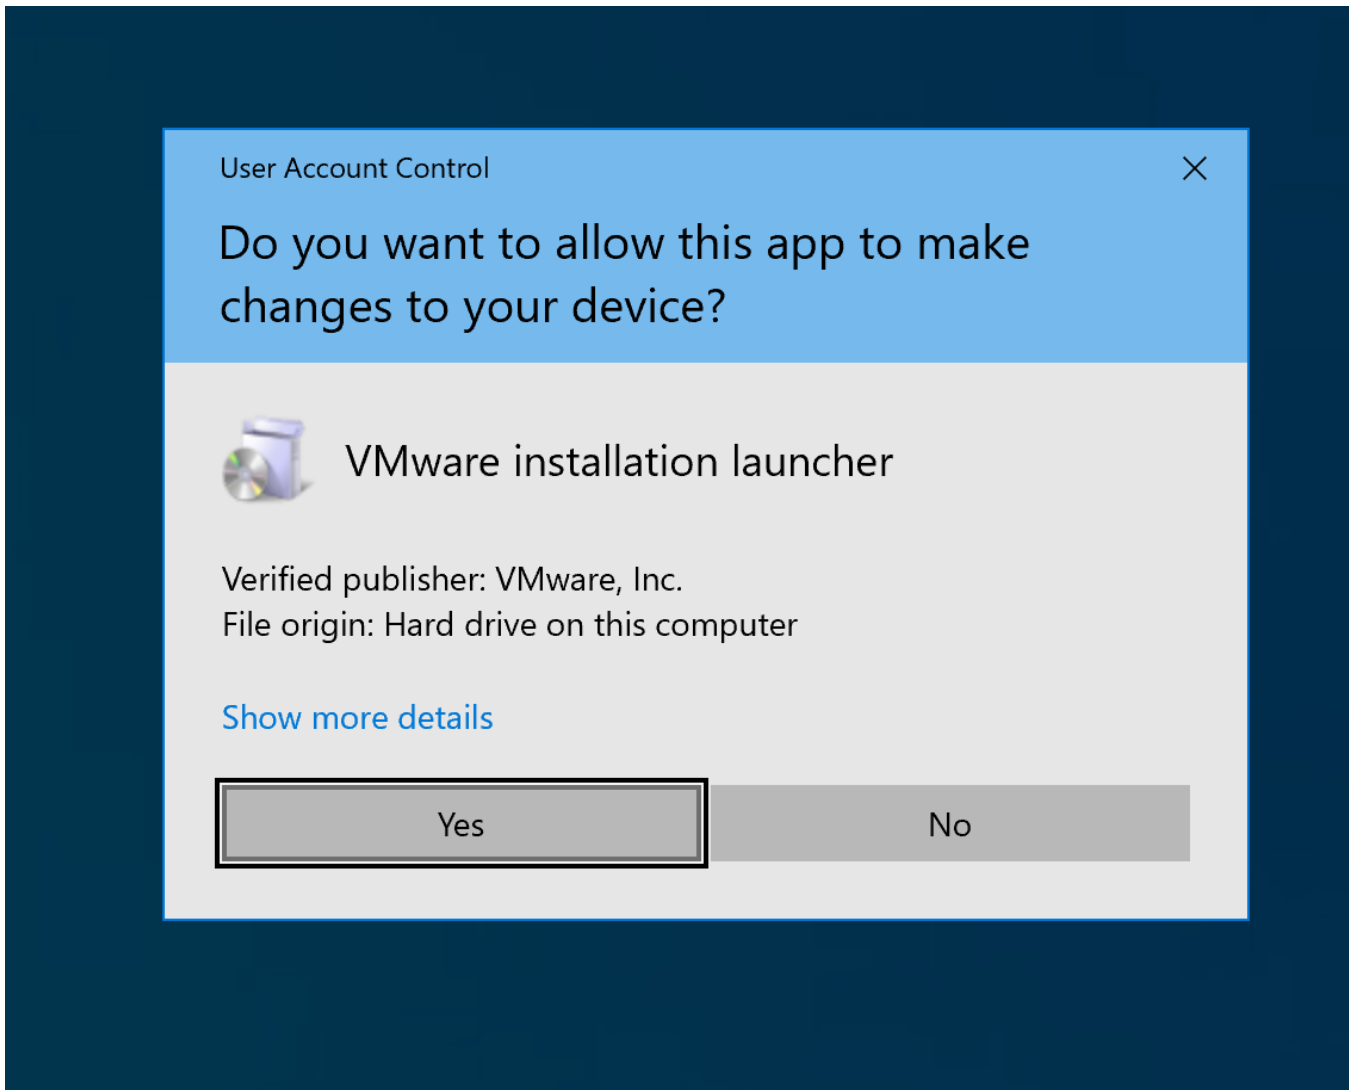 User Account Control
Do you want to allow this app to make
changes to your device?
VMware installation launcher
Verified publisher: VMware, Inc.
File origin: Hard drive on this computer
Show more details
Yes
No